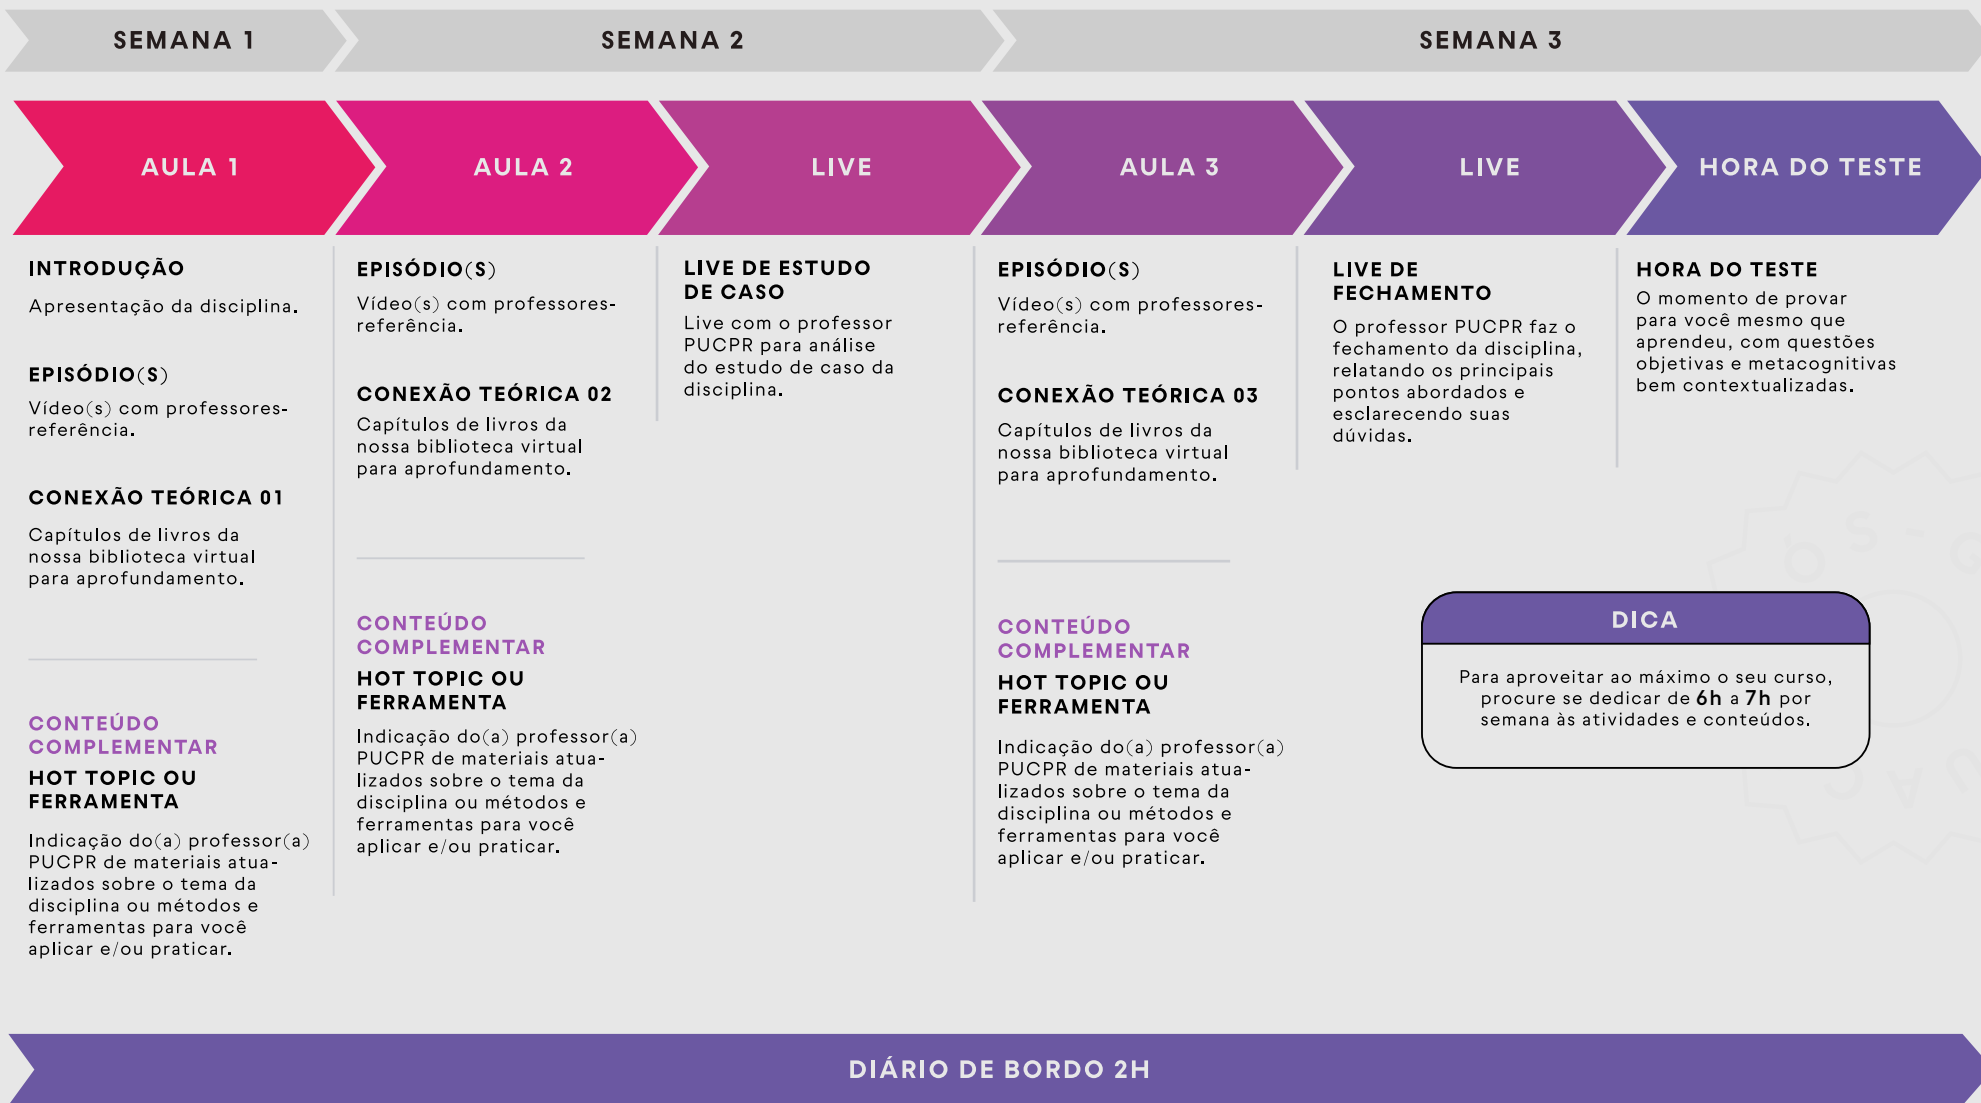 SEMANA 1
SEMANA 2
SEMANA 3
AULA 1
AULA 2
LIVE
AULA 3
LIVE
HORA DO TESTE
INTRODUÇÃO
Apresentação da disciplina.
EPISÓDIO(S)
Vídeo(s) com professores-
referência.
CONEXÃO TEÓRICA 01
Capítulos de livros da
nossa biblioteca virtual
para aprofundamento.
CONTEÚDO
COMPLEMENTAR
HOT TOPIC OU
FERRAMENTA
Indicação do(a) professor(a)
PUCPR de materiais atua-
lizados sobre o tema da
disciplina ou métodos e
ferramentas para você
aplicar e/ou praticar.
EPISÓDIO(S)
Vídeo(s) com professores-
referência.
CONEXÃO TEÓRICA 02
Capítulos de livros da
nossa biblioteca virtual
para aprofundamento.
CONTEÚDO
COMPLEMENTAR
HOT TOPIC OU
FERRAMENTA
Indicação do(a) professor(a)
PUCPR de materiais atua-
lizados sobre o tema da
disciplina ou métodos e
ferramentas para você
aplicar e/ou praticar.
LIVE DE ESTUDO
DE CASO
Live com o professor
PUCPR para análise
do estudo de caso da
disciplina.
EPISÓDIO(S)
Vídeo(s) com professores-
referência.
CONEXÃO TEÓRICA 03
Capítulos de livros da
nossa biblioteca virtual
para aprofundamento.
CONTEÚDO
COMPLEMENTAR
HOT TOPIC OU
FERRAMENTA
Indicação do(a) professor(a)
PUCPR de materiais atua-
lizados sobre o tema da
disciplina ou métodos e
ferramentas para você
aplicar e/ou praticar.
LIVE DE
FECHAMENTO
O professor PUCPR faz o
fechamento da disciplina,
relatando os principais
pontos abordados e
esclarecendo suas
dúvidas.
HORA DO TESTE
O momento de provar
para você mesmo que
aprendeu, com questões
objetivas e metacognitivas
bem contextualizadas.
DICA
Para aproveitar ao máximo o seu curso,
procure se dedicar de 6h a 7h por
semana às atividades e conteúdos.
DIÁRIO DE BORDO 2H